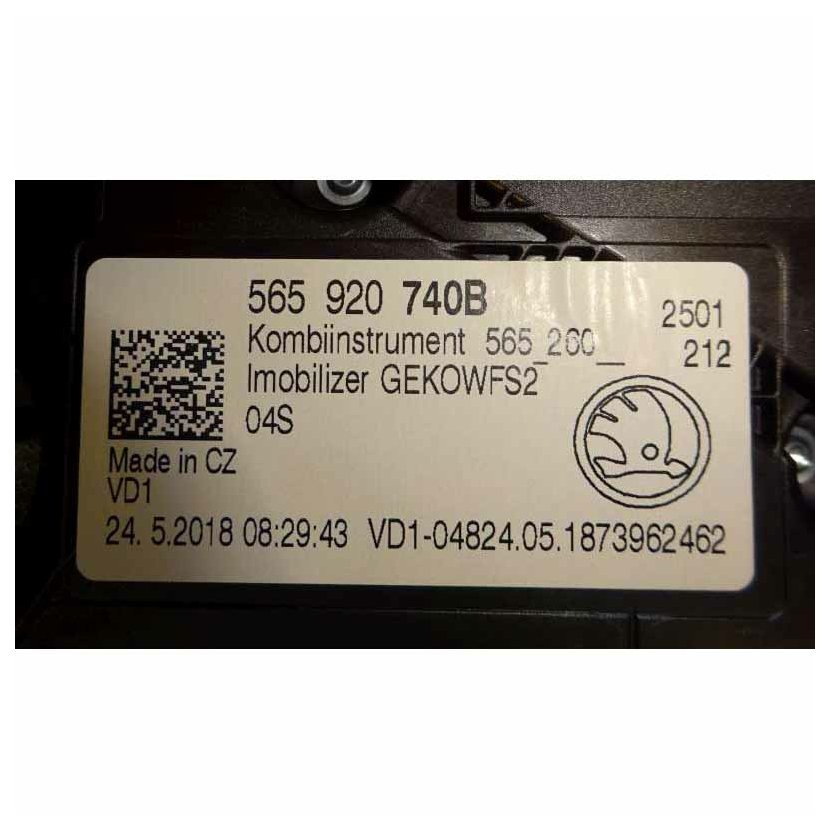 565 920 740B
2501
Kombiinstrument 565_260__
212
Imobilizer GEKOWFS2
04S
Made in CZ
VD1
24. 5.2018 08:29:43 VD1-04824.05.1873962462